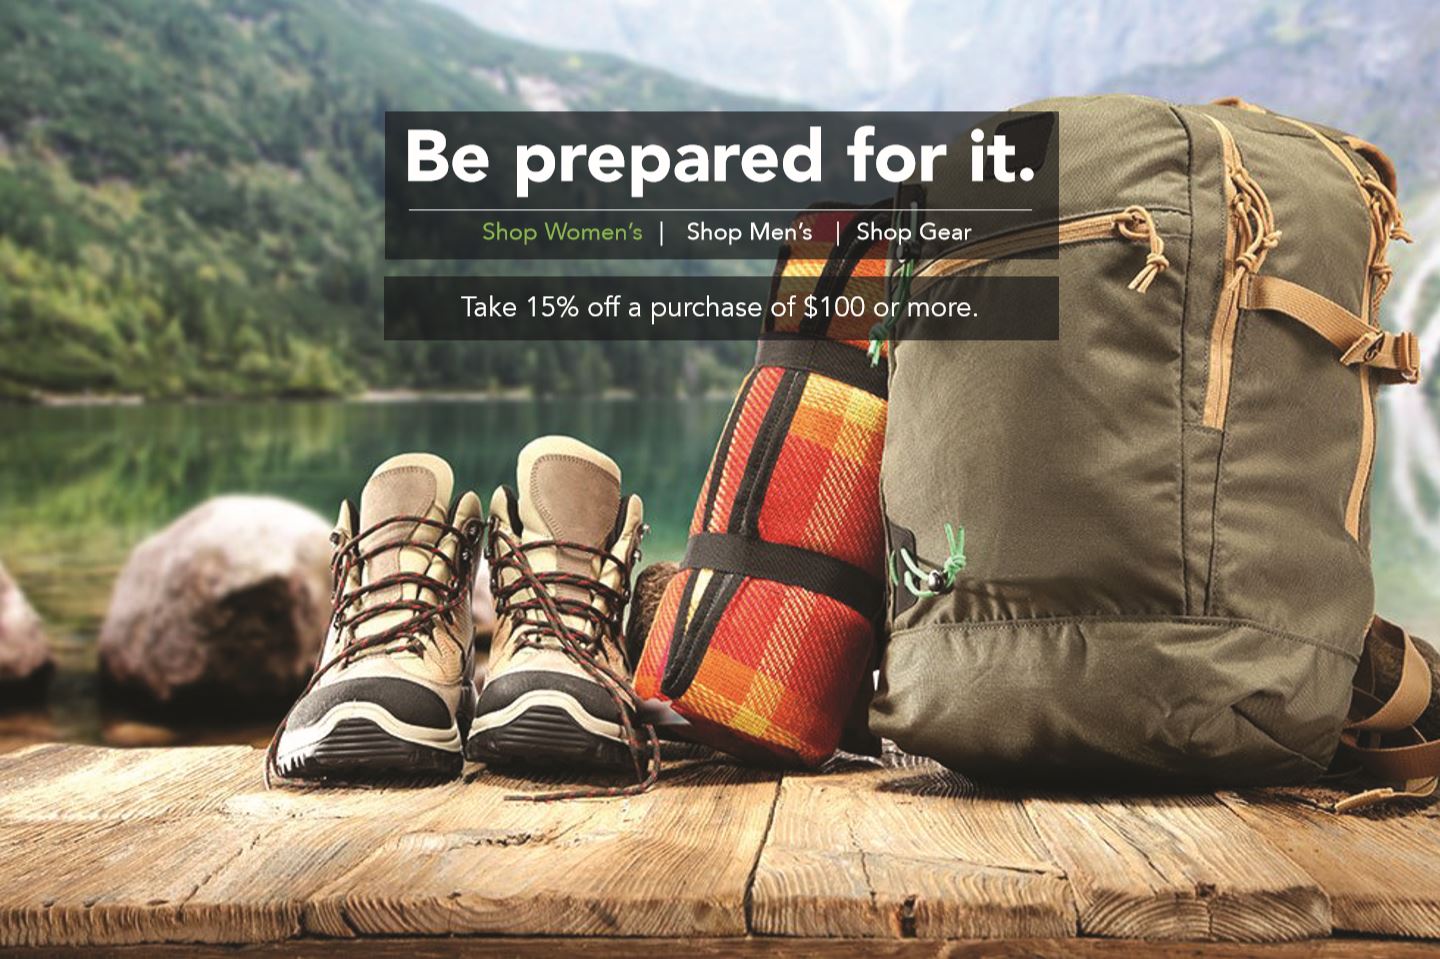 Be prepared for it.
Shop Women's | Shop Men's | Shop Gear
Take 15% off a purchase of $100 or more.